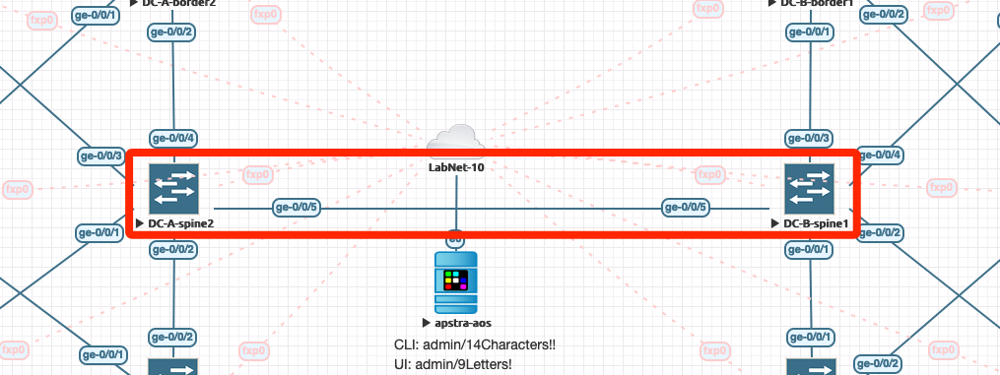 DC-A-border2
DC-B-border1
fxp0
fxp0
fxp0
fxp0
ge-0/0/1
ge-0/0/2
ge-0/0/2
ge-0/0/1
ge-0/0/4
ge-0/0/3
ge-0/0/3
ge-0/0/4
LabNet-10
fxp0
fxp0
fxp0
fxp0
ge-0/0/5
ge-0/0/5
DC-A-spine2
DC-B-spine1
ge-0/0/1
ge-0/0/2
e0
ge-0/0/2
ge-0/0/1
apstra-aos
ge-0/0/2
ge-0/0/2
CLI: admin/14Characters!!
fxp0
fxp0
fxp0
fxp0
ge-0/0/1
ge-0/0/2
UI: admin/9Letters!